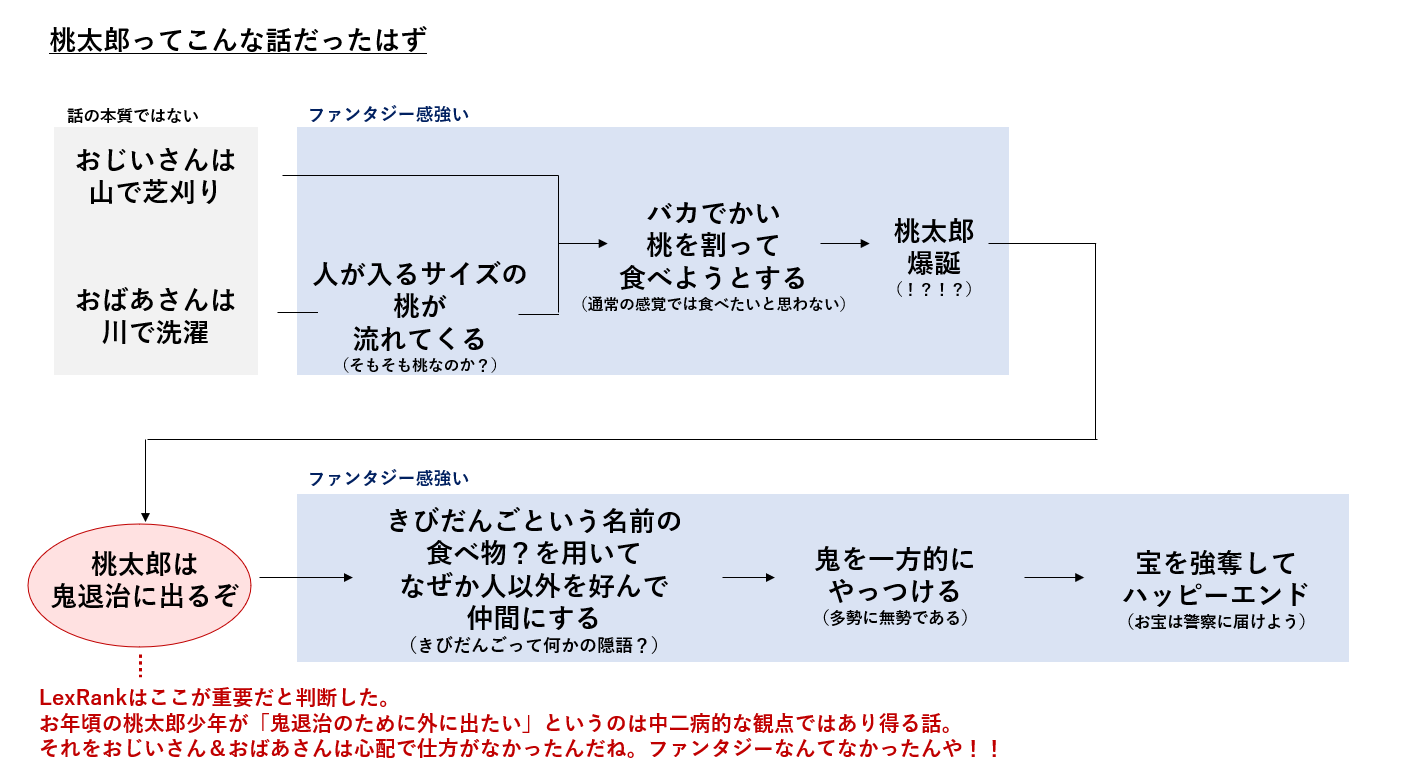 桃太郎ってこんな話だったはず
話の本質ではない
おじいさんは
山で芝刈り
おばあさんは
川で洗濯
ファンタジー感強い
人が入るサイズの
桃が
流れてくる
（そもそも桃なのか？）
バカでかい
桃を割って
食べようとする
（通常の感覚では食べたいと思わない）
桃太郎
爆誕
（！？！？）
桃太郎は
鬼退治に出るぞ
ファンタジー感強い
きびだんごという名前の
食べ物？を用いて
なぜか人以外を好んで
仲間にする
（きびだんごって何かの隠語？）
鬼を一方的に
やっつける
（多勢に無勢である）
宝を強奪して
ハッピーエンド
（お宝は警察に届けよう）
LexRankはここが重要だと判断した。
お年頃の桃太郎少年が「鬼退治のために外に出たい」というのは中二病的な観点ではあり得る話。
それをおじいさん＆おばあさんは心配で仕方がなかったんだね。ファンタジーなんてなかったんや！！